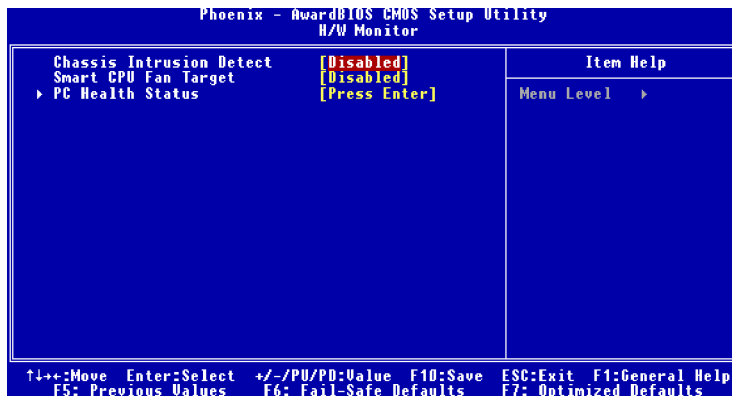 Phoenix - AwardBIOS CMOS Setup Utility
H/W Monitor
Chassis Intrusion Detect [Disabled]
Smart CPU Fan Target [Disabled]
▸ PC Health Status [Press Enter]
Item Help
Menu Level ▸
↑↓→←:Move Enter:Select +/-/PU/PD:Value F10:Save ESC:Exit F1:General Help
F5: Previous Values F6: Fail-Safe Defaults F7: Optimized Defaults